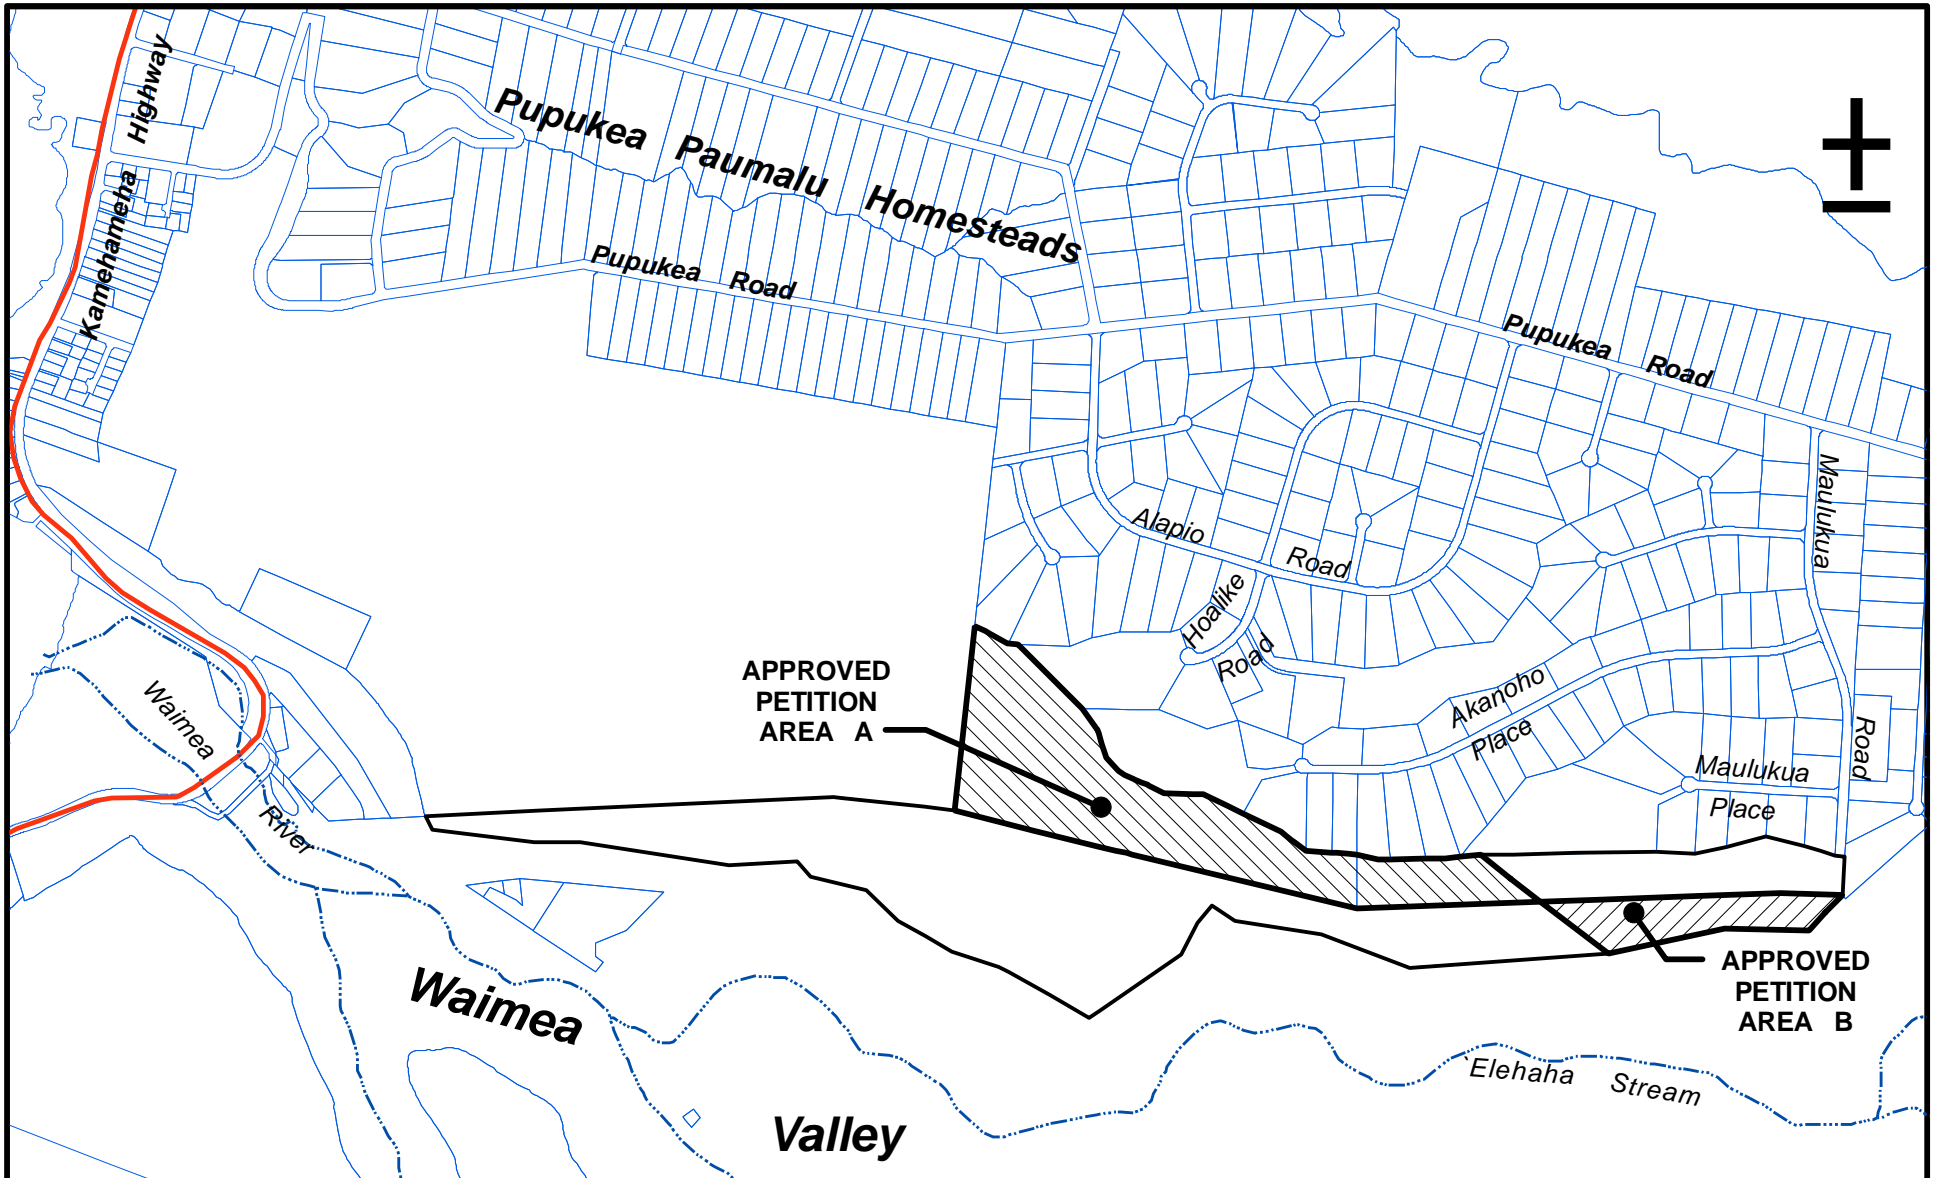 Kamehameha Highway
Pupukea Paumalu Homesteads
Pupukea Road
Pupukea Road
Maulukua
Road
Alapio Road
Hoalike
Road
Akanoho
Place
Maulukua
Place
APPROVED
PETITION
AREA A
Waimea
River
APPROVED
PETITION
AREA B
Waimea
Valley
`Elehaha Stream